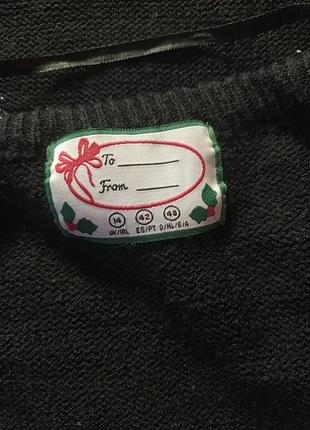 To
From
14 42 40
UK/IRL ES/PT D/NL/B/A